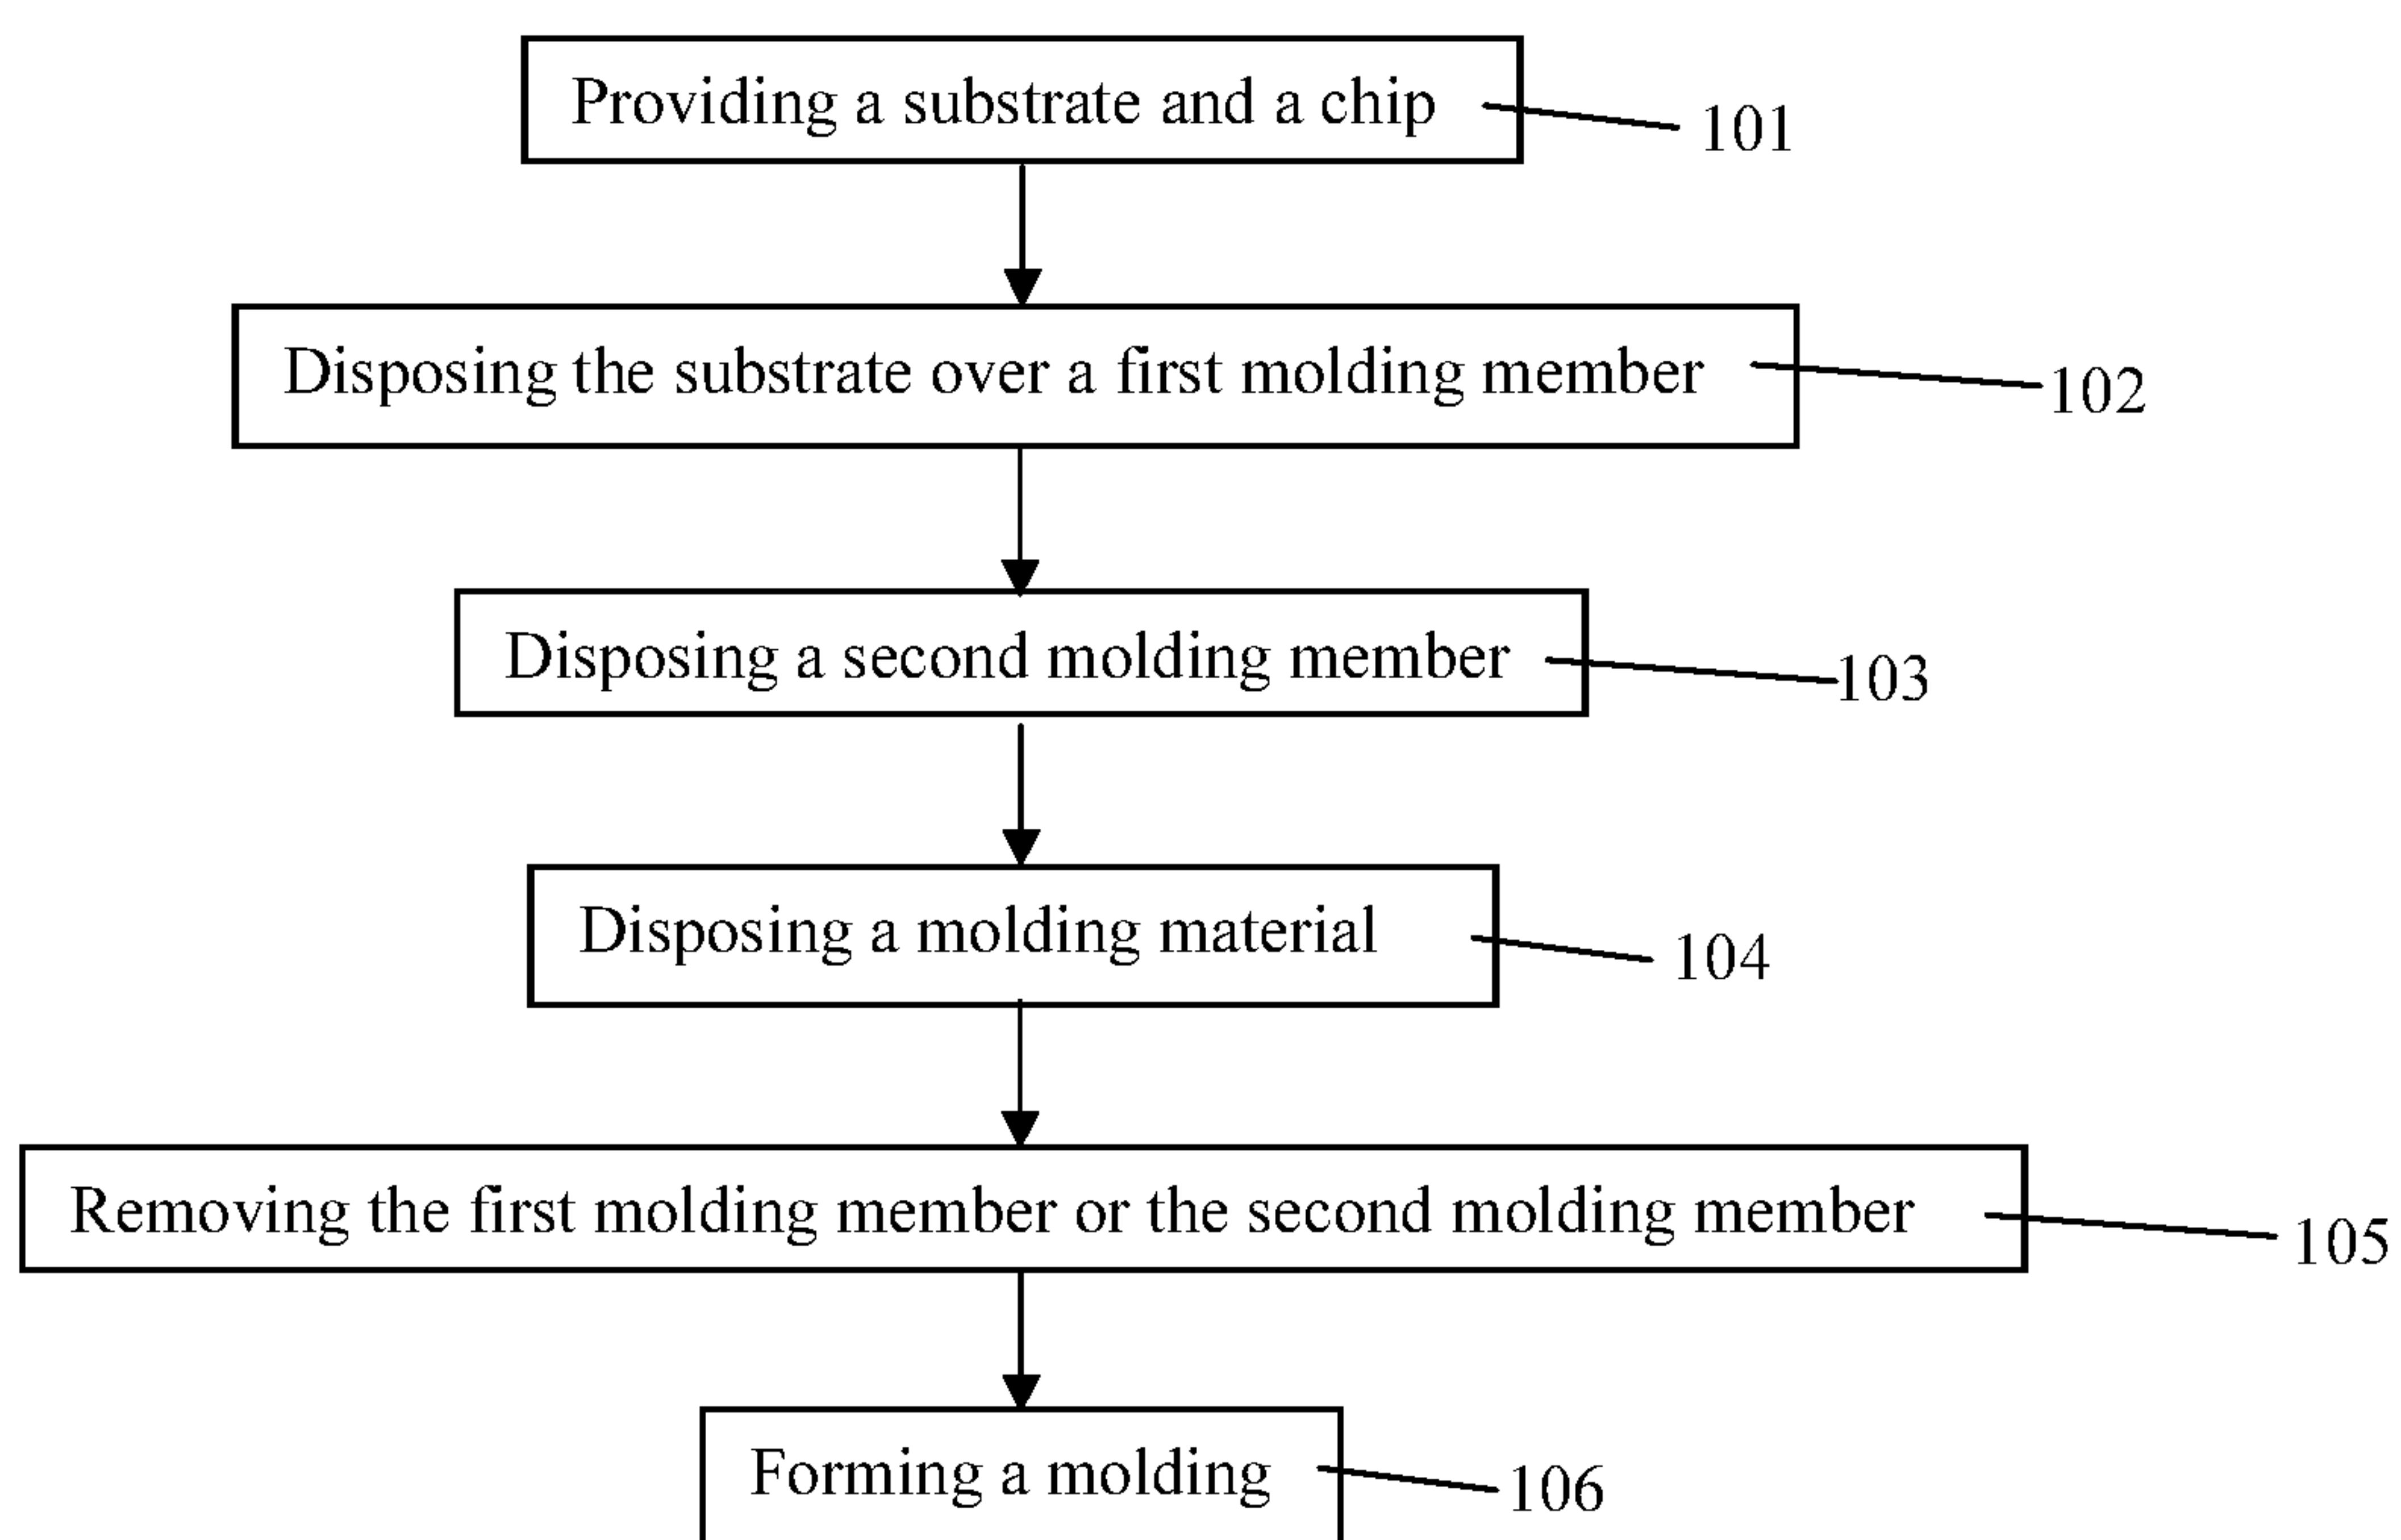 Providing a substrate and a chip
101
Disposing the substrate over a first molding member
102
Disposing a second molding member
103
Disposing a molding material
104
Removing the first molding member or the second molding member
105
Forming a molding
106